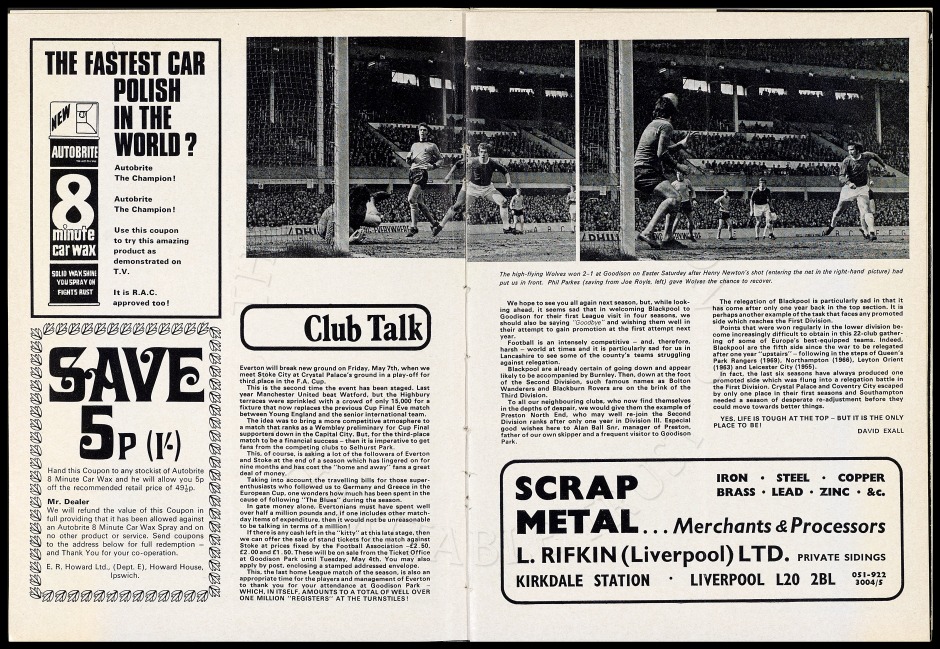 THE FASTEST CAR
POLISH
IN THE
WORLD?
NEW
AUTOBRITE
8
minute
car wax
SOLID WAX SHINE
YOU SPRAY ON
FIGHTS RUST
Autobrite
The Champion!
Autobrite
The Champion!
Use this coupon
to try this amazing
product as
demonstrated on
T.V.
It is R.A.C.
approved too!
SAVE
5P (1/-)
Hand this Coupon to any stockist of Autobrite
8 Minute Car Wax and he will allow you 5p
off the recommended retail price of 49½p.
Mr. Dealer
We will refund the value of this Coupon in
full providing that it has been allowed against
an Autobrite 8 Minute Car Wax Spray and on
no other product or service. Send coupons
to the address below for full redemption –
and Thank You for your co-operation.
E. R. Howard Ltd., (Dept. E), Howard House,
Ipswich.
The high-flying Wolves won 2–1 at Goodison on Easter Saturday after Henry Newton's shot (entering the net in the right-hand picture) had
put us in front. Phil Parkes (saving from Joe Royle, left) gave Wolves the chance to recover.
Club Talk
Everton will break new ground on Friday, May 7th, when we
meet Stoke City at Crystal Palace's ground in a play-off for
third place in the F.A. Cup.
This is the second time the event has been staged. Last
year Manchester United beat Watford, but the Highbury
terraces were sprinkled with a crowd of only 15,000 for a
fixture that now replaces the previous Cup Final Eve match
between Young England and the senior international team.
The idea was to bring a more competitive atmosphere to
a match that ranks as a Wembley preliminary for Cup Final
supporters down in the Capital City. But, for the third-place
match to be a financial success – then it is imperative to get
fans from the competing clubs to Selhurst Park.
This, of course, is asking a lot of the followers of Everton
and Stoke at the end of a season which has lingered on for
nine months and has cost the "home and away" fans a great
deal of money.
Taking into account the travelling bills for those super-
enthusiasts who followed us to Germany and Greece in the
European Cup, one wonders how much has been spent in the
cause of following "The Blues" during the season.
In gate money alone, Evertonians must have spent well
over half a million pounds and, if one includes other match-
day items of expenditure, then it would not be unreasonable
to be talking in terms of a million!
If there is any cash left in the "kitty" at this late stage, then
we can offer the sale of stand tickets for the match against
Stoke at prices fixed by the Football Association –£2.50,
£2.00 and £1.50. These will be on sale from the Ticket Office
at Goodison Park until Tuesday, May 4th. You may also
apply by post, enclosing a stamped addressed envelope.
This, the last home League match of the season, is also an
appropriate time for the players and management of Everton
to thank you for your attendance at Goodison Park –
WHICH, IN ITSELF, AMOUNTS TO A TOTAL OF WELL OVER
ONE MILLION "REGISTERS" AT THE TURNSTILES!
We hope to see you all again next season, but, while look-
ing ahead, it seems sad that in welcoming Blackpool to
Goodison for their first League visit in four seasons, we
should also be saying "Goodbye" and wishing them well in
their attempt to gain promotion at the first attempt next
year.
Football is an intensely competitive – and, therefore,
harsh – world at times and it is particularly sad for us in
Lancashire to see some of the county's teams struggling
against relegation.
Blackpool are already certain of going down and appear
likely to be accompanied by Burnley. Then, down at the foot
of the Second Division, such famous names as Bolton
Wanderers and Blackburn Rovers are on the brink of the
Third Division.
To all our neighbouring clubs, who now find themselves
in the depths of despair, we would give them the example of
Preston North End, who may well re-join the Second
Division ranks after only one year in Division III. Especial
good wishes here to Alan Ball Snr, manager of Preston,
father of our own skipper and a frequent visitor to Goodison
Park.
The relegation of Blackpool is particularly sad in that it
has come after only one year back in the top section. It is
perhaps another example of the task that faces any promoted
side which reaches the First Division.
Points that were won regularly in the lower division be-
come increasingly difficult to obtain in this 22-club gather-
ing of some of Europe's best-equipped teams. Indeed,
Blackpool are the fifth side since the war to be relegated
after one year "upstairs" – following in the steps of Queen's
Park Rangers (1969), Northampton (1966), Leyton Orient
(1963) and Leicester City (1955).
In fact, the last six seasons have always produced one
promoted side which was flung into a relegation battle in
the First Division. Crystal Palace and Coventry City escaped
by only one place in their first seasons and Southampton
needed a season of desperate re-adjustment before they
could move towards better things.
YES, LIFE IS TOUGH AT THE TOP – BUT IT IS THE ONLY
PLACE TO BE!
DAVID EXALL
SCRAP
METAL... Merchants & Processors
IRON · STEEL · COPPER
BRASS · LEAD · ZINC · &c.
L. RIFKIN (Liverpool) LTD. PRIVATE SIDINGS
KIRKDALE STATION · LIVERPOOL L20 2BL 051-922
3004/5